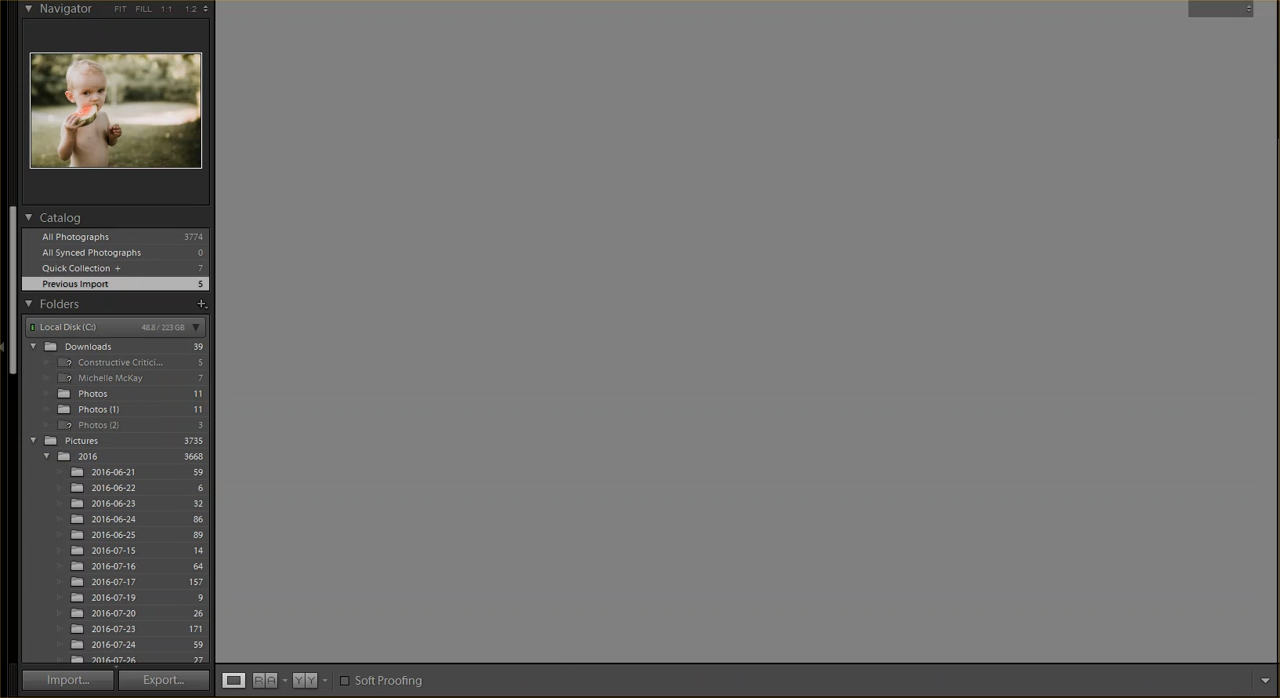 Navigator FIT FILL 1:1 1:2
Catalog
All Photographs 3774
All Synced Photographs 0
Quick Collection + 7
Previous Import 5
Folders +
Local Disk (C:) 48.8 / 223 GB
Downloads 39
Constructive Critici... 5
Michelle McKay 7
Photos 11
Photos (1) 11
Photos (2) 3
Pictures 3735
2016 3668
2016-06-21 59
2016-06-22 6
2016-06-23 32
2016-06-24 86
2016-06-25 89
2016-07-15 14
2016-07-16 64
2016-07-17 157
2016-07-19 9
2016-07-20 26
2016-07-23 171
2016-07-24 59
2016-07-26 27
Import... Export... R A Y Y Soft Proofing